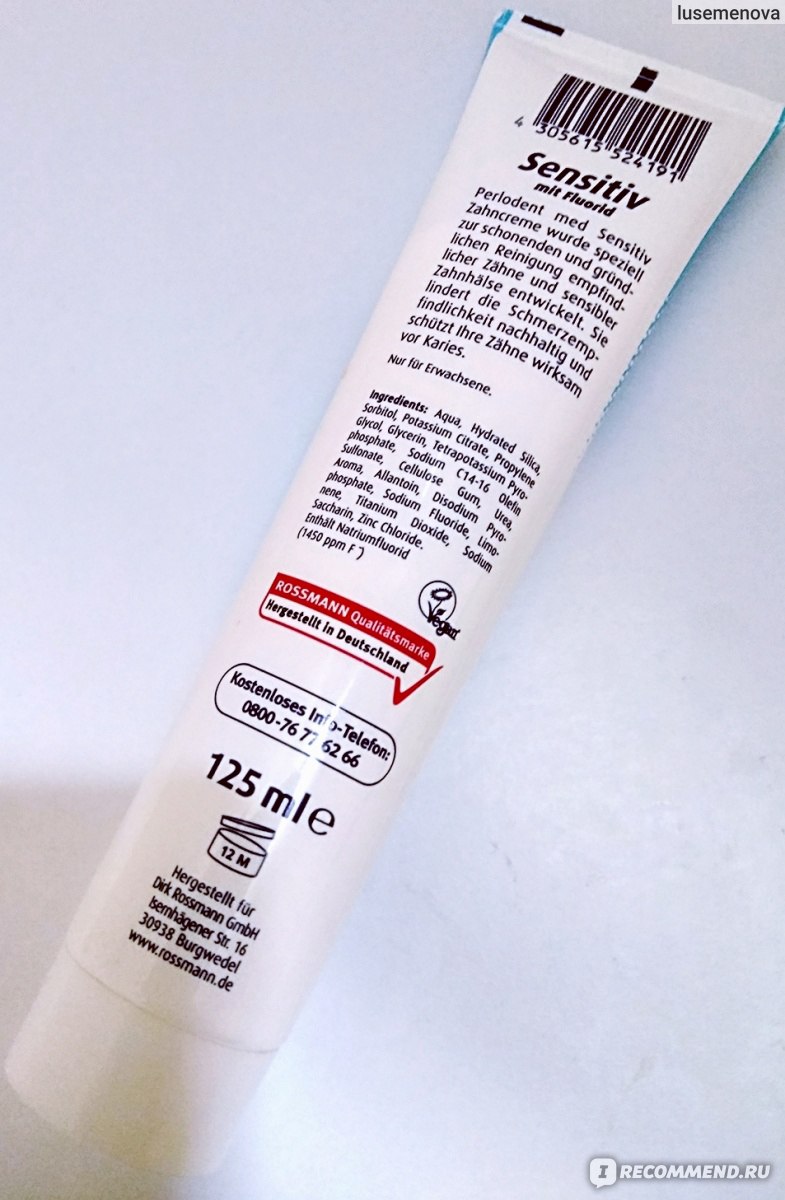 lusemenova
4 305615 524191
Sensitiv
mit Fluorid
Perlodent med Sensitiv
Zahncreme wurde speziell
zur schonenden und gründ-
lichen Reinigung empfind-
licher Zähne und sensibler
Zahnhälse entwickelt. Sie
lindert die Schmerzemp-
findlichkeit nachhaltig und
schützt Ihre Zähne wirksam
vor Karies.
Nur für Erwachsene.
Ingredients: Aqua, Hydrated Silica,
Sorbitol, Potassium Citrate, Propylene
Glycol, Glycerin, Tetrapotassium Pyro-
phosphate, Sodium C14-16 Olefin
Sulfonate, Cellulose Gum, Urea,
Aroma, Allantoin, Disodium Pyro-
phosphate, Sodium Fluoride, Limo-
nene, Titanium Dioxide, Sodium
Saccharin, Zinc Chloride.
Enthält Natriumfluorid
(1450 ppm F⁻)
Vegan
ROSSMANN Qualitätsmarke
Hergestellt in Deutschland
Kostenloses Info-Telefon:
0800-76 77 62 66
125 ml e
12 M
Hergestellt für
Dirk Rossmann GmbH
Isernhägener Str. 16
30938 Burgwedel
www.rossmann.de
I RECOMMEND.RU